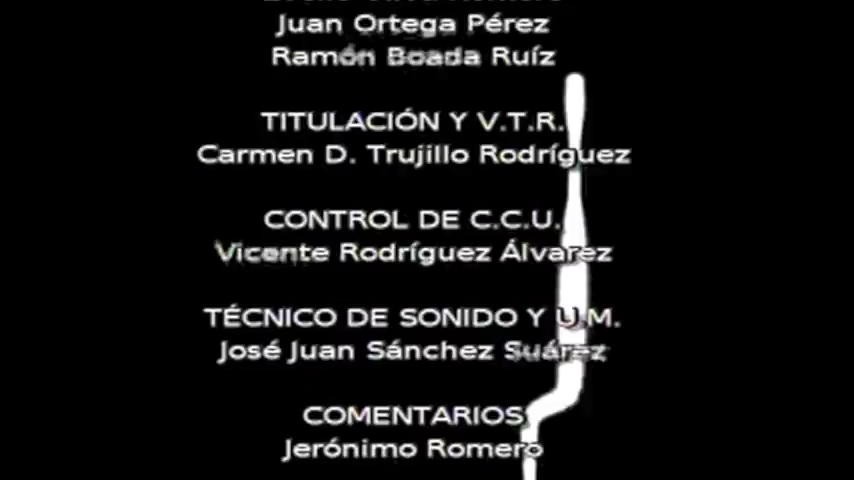 Juan Ortega Pérez
Ramón Boada Ruíz
TITULACIÓN Y V.T.R.
Carmen D. Trujillo Rodríguez
CONTROL DE C.C.U.
Vicente Rodríguez Álvarez
TÉCNICO DE SONIDO Y U.M.
José Juan Sánchez Suárez
COMENTARIOS
Jerónimo Romero